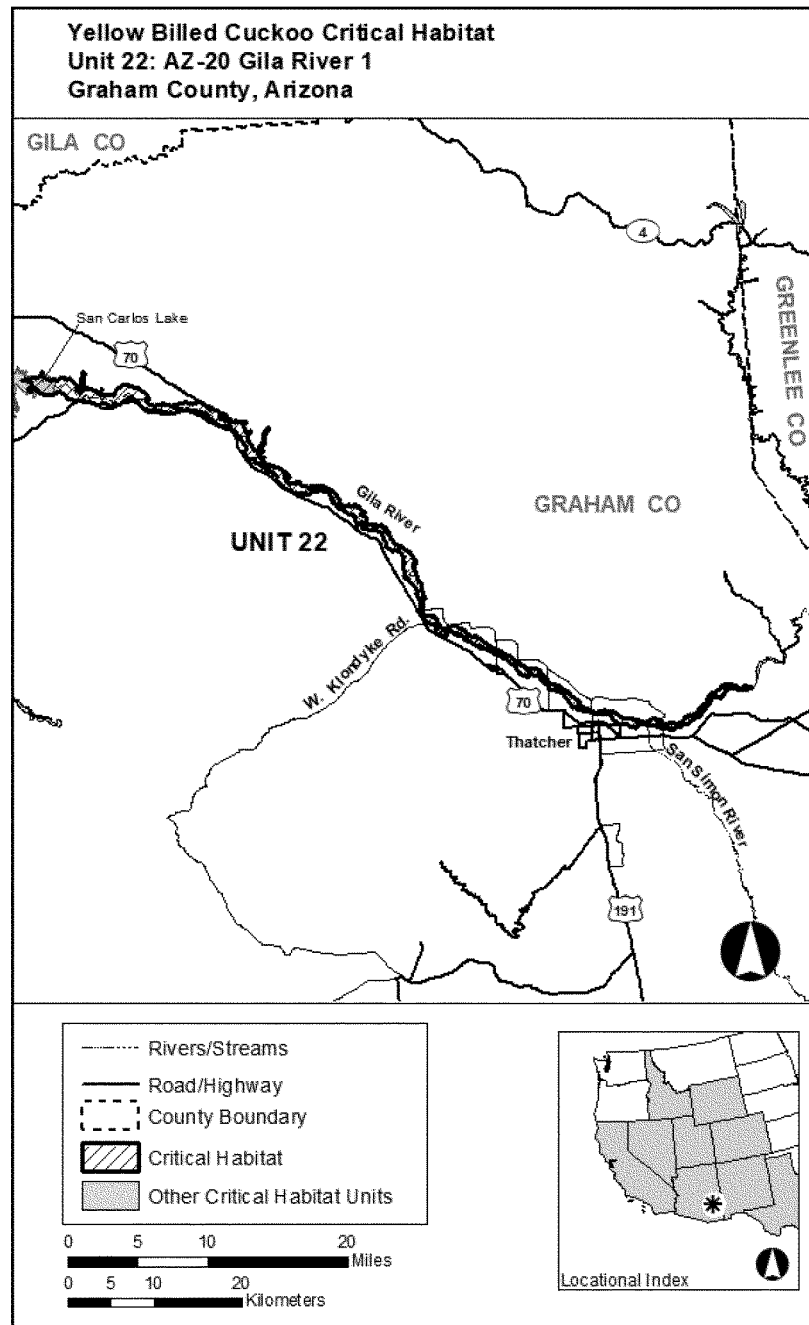 Yellow Billed Cuckoo Critical Habitat
Unit 22: AZ-20 Gila River 1
Graham County, Arizona
GILA CO
4
GREENLEE CO
San Carlos Lake
70
Gila River
GRAHAM CO
UNIT 22
W. Klondyke Rd.
70
Thatcher
San Simon River
191
Rivers/Streams
Road/Highway
County Boundary
Critical Habitat
Other Critical Habitat Units
0 5 10 20
Miles
0 5 10 20
Kilometers
Locational Index